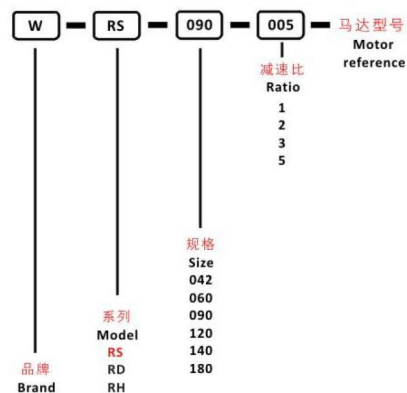 W RS 090 005 马达型号
Motor
reference
减速比
Ratio
1
2
3
5
规格
Size
042
060
090
120
140
180
系列
Model
RS
RD
RH
品牌
Brand